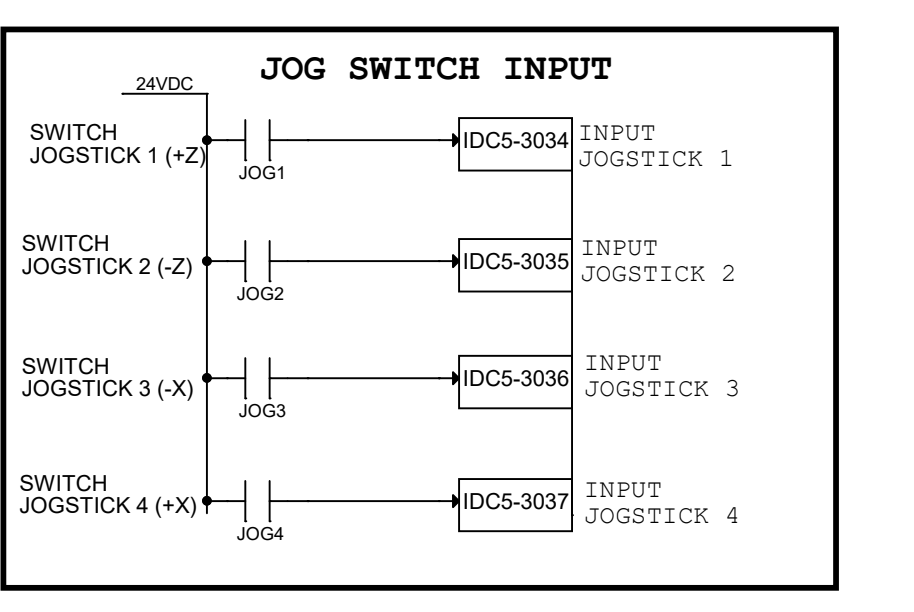 JOG SWITCH INPUT
24VDC
SWITCH
JOGSTICK 1 (+Z)
JOG1
IDC5-3034
INPUT
JOGSTICK 1
SWITCH
JOGSTICK 2 (-Z)
JOG2
IDC5-3035
INPUT
JOGSTICK 2
SWITCH
JOGSTICK 3 (-X)
JOG3
IDC5-3036
INPUT
JOGSTICK 3
SWITCH
JOGSTICK 4 (+X)
JOG4
IDC5-3037
INPUT
JOGSTICK 4